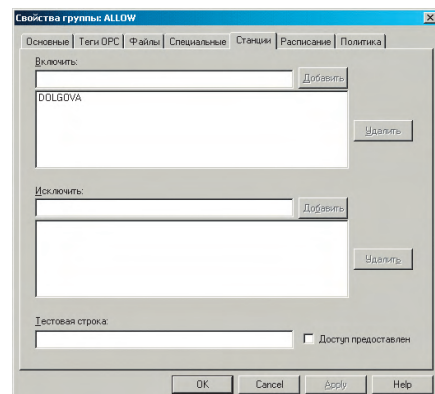 Свойства группы: ALLOW
Основные Теги OPC Файлы Специальные Станции Расписание Политика
Включить:
Добавить
DOLGOVA
Удалить
Исключить:
Добавить
Удалить
Тестовая строка:
Доступ предоставлен
OK Cancel Apply Help